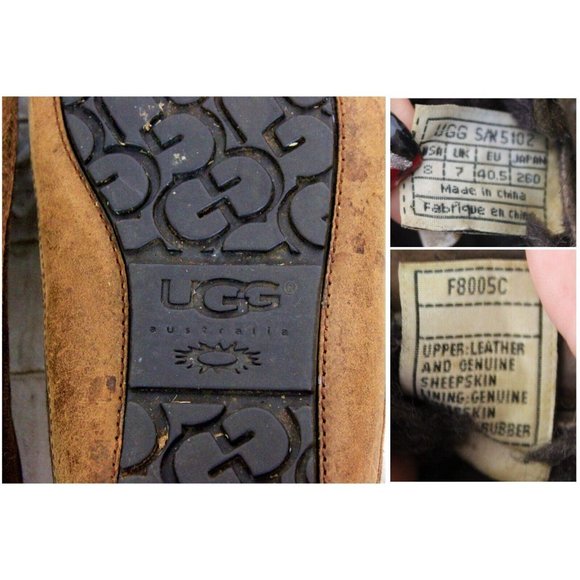 UGG®
australia
UGG S/N 5102
USA UK EU JAPAN
8 7 40.5 260
Made in China
Fabrique en Chin
F8005C
UPPER:LEATHER
AND GENUINE
SHEEPSKIN
LINING:GENUINE
RUBBER